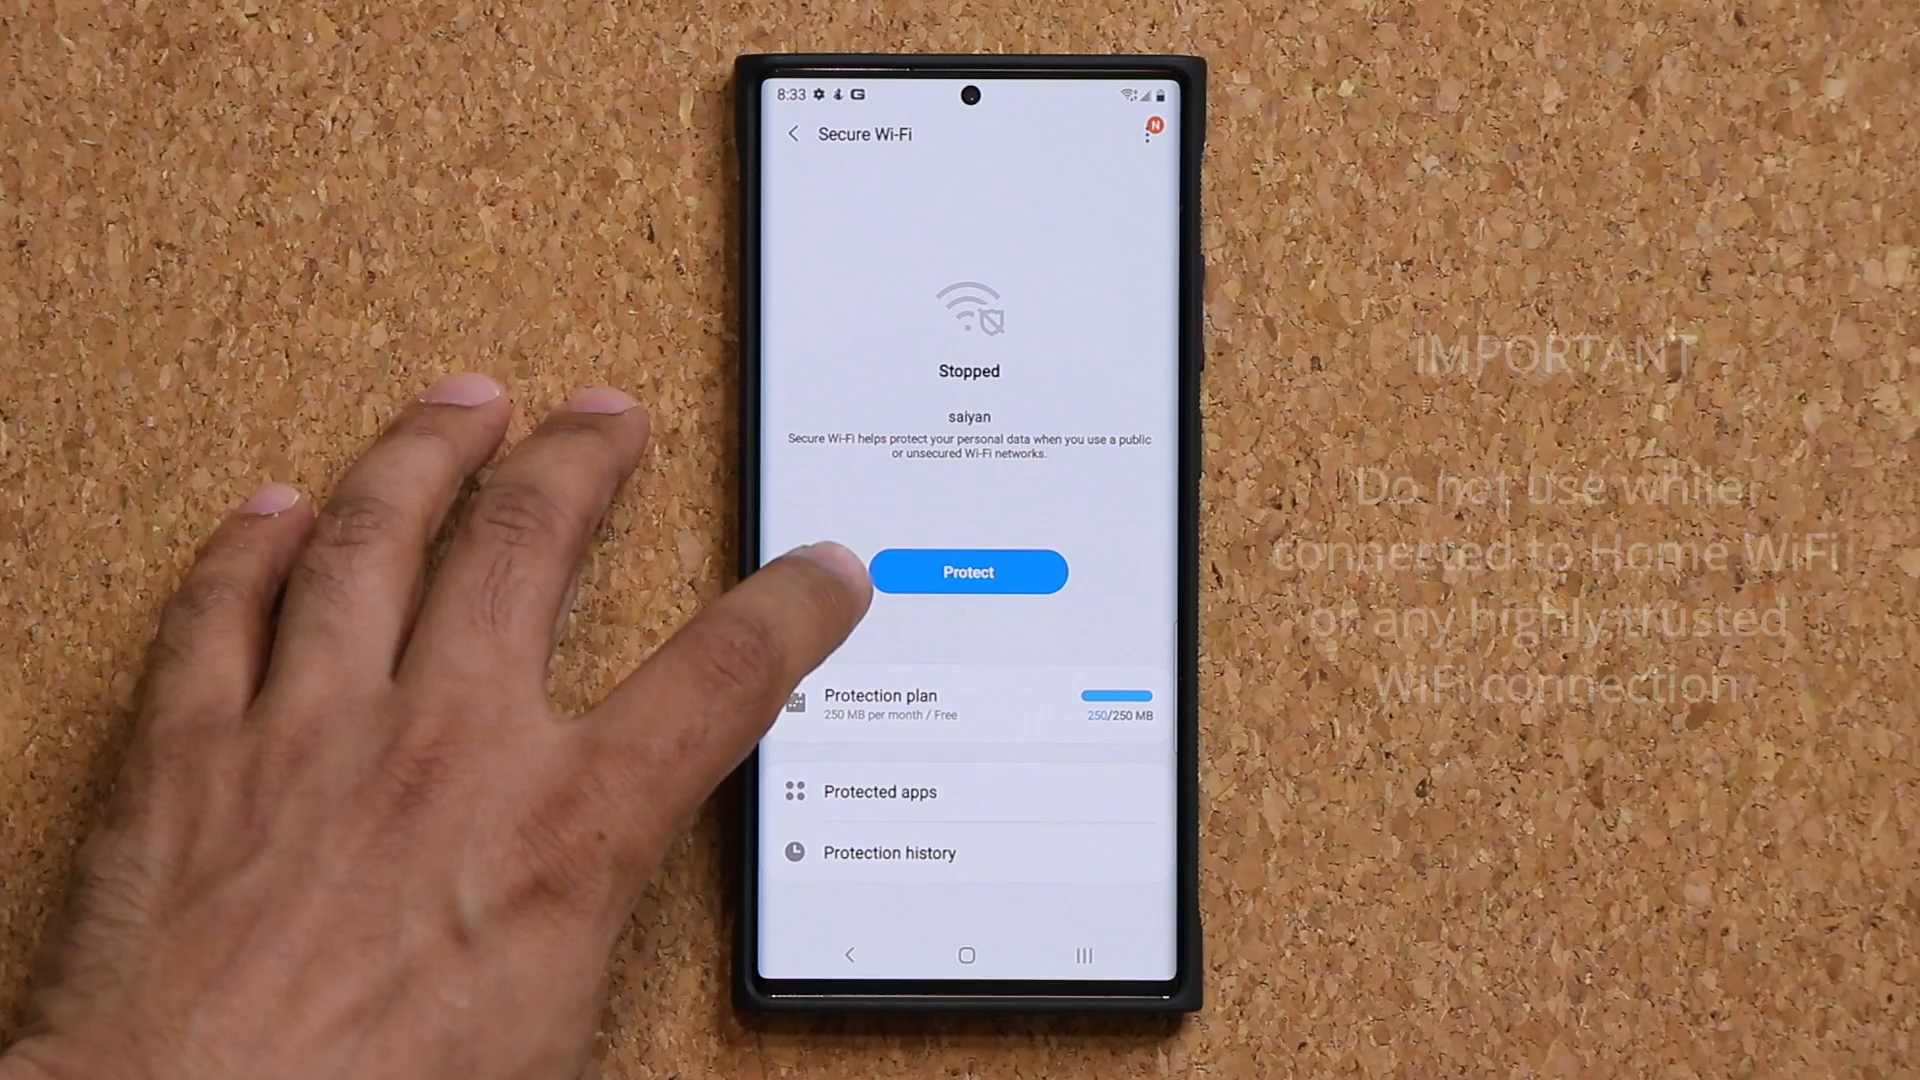 8:33
Secure Wi-Fi
N
Stopped
saiyan
Secure Wi-Fi helps protect your personal data when you use a public
or unsecured Wi-Fi networks.
Protect
Protection plan
250 MB per month / Free
250/250 MB
Protected apps
Protection history
IMPORTANT
Do not use while
connected to Home WiFi
or any highly trusted
WiFi connection